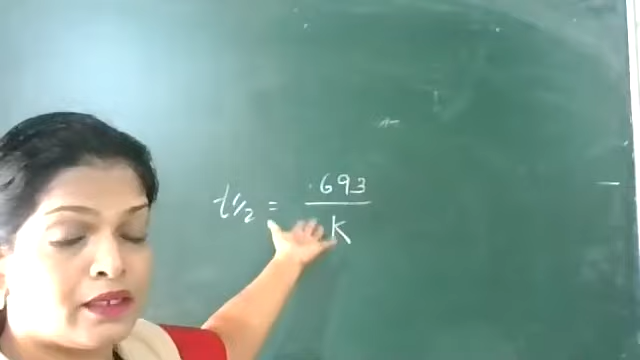 t1/2 = .693/K